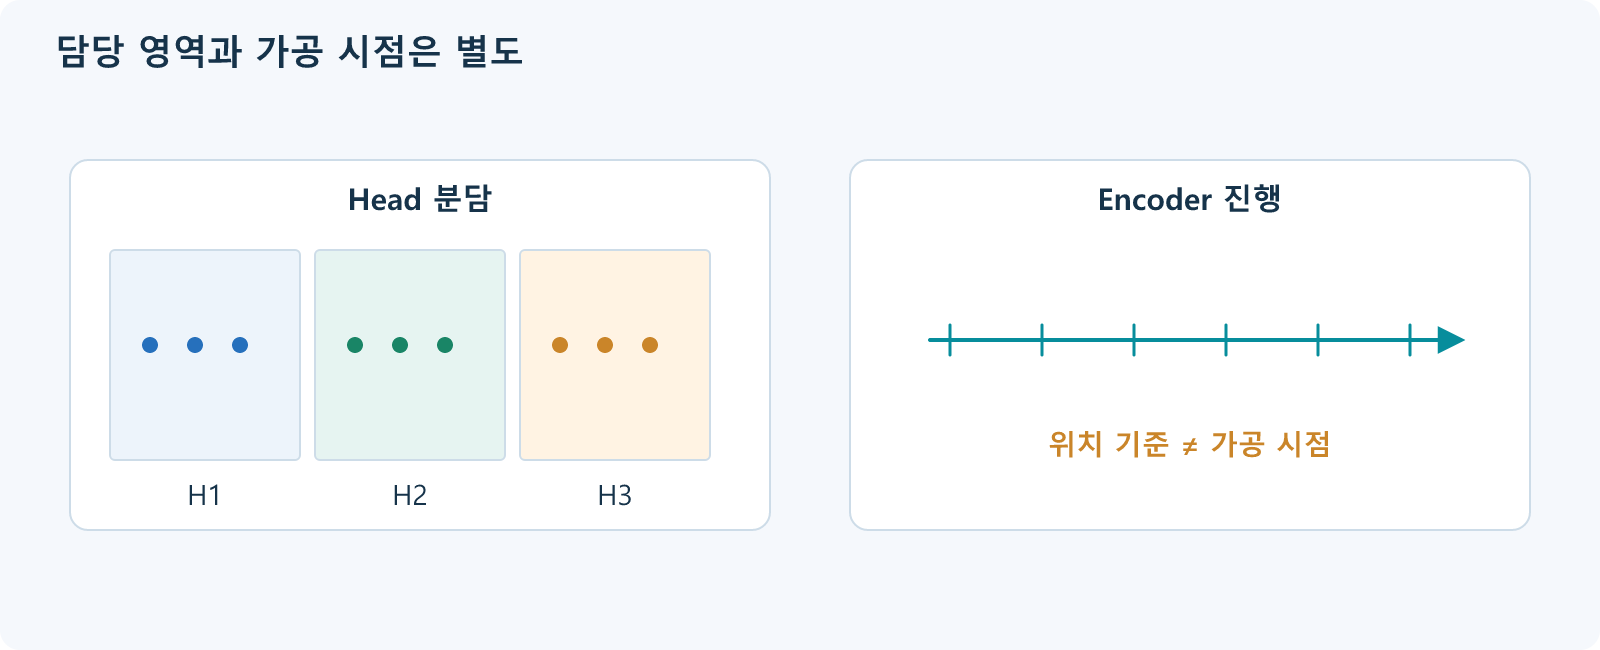 담당 영역과 가공 시점은 별도
Head 분담
H1
H2
H3
Encoder 진행
위치 기준 ≠ 가공 시점